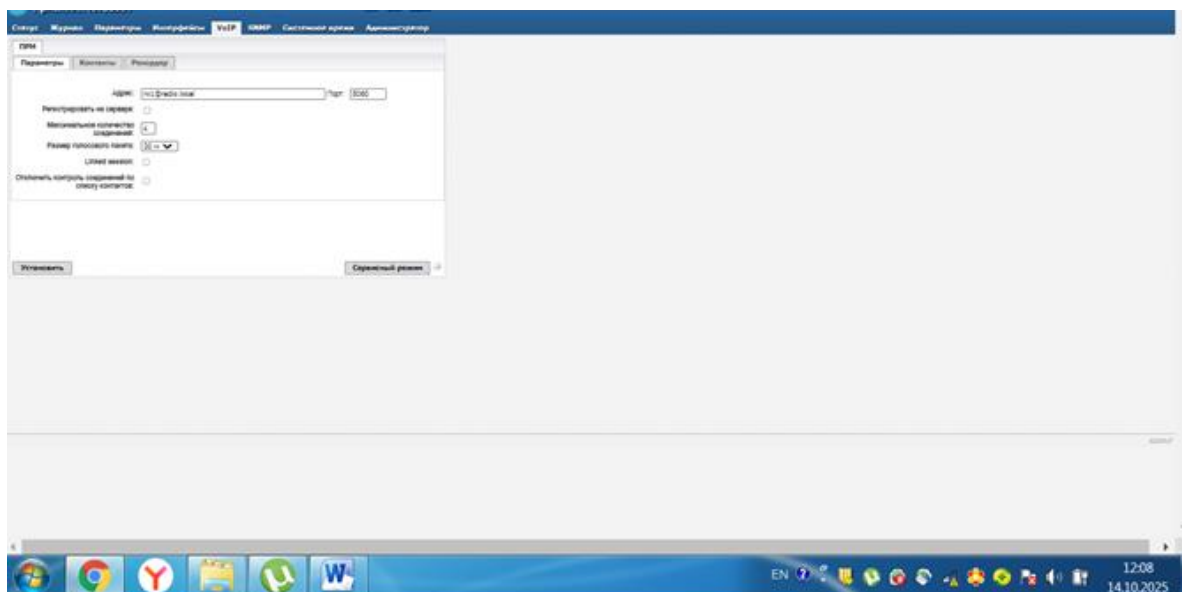 Статус Журнал Параметры Интерфейсы VoIP SNMP Системное время Администратор
ПРМ
Параметры Контакты Рекордер
Адрес: Порт: 5060
Регистрировать на сервере:
Максимальное количество соединений: 4
Размер голосового пакета:
Linked session:
Отключить контроль соединений по списку контактов:
Установить Сервисный режим
EN
12:08
14.10.2025